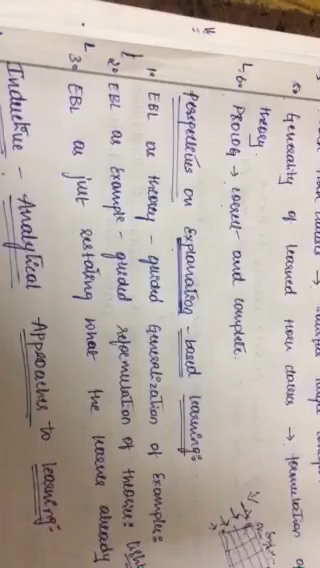 5. Generality of learned Horn clauses → formulation of
theory.
L 6. PROLOG → correct and complete.
Perspectives on Explanation-based learning:
1. EBL as theory-guided Generalization of Examples:
2. EBL as Example-guided reformulation of theories:
L 3. EBL as just restating what the learner already
Inductive - Analytical Approaches to learning:-